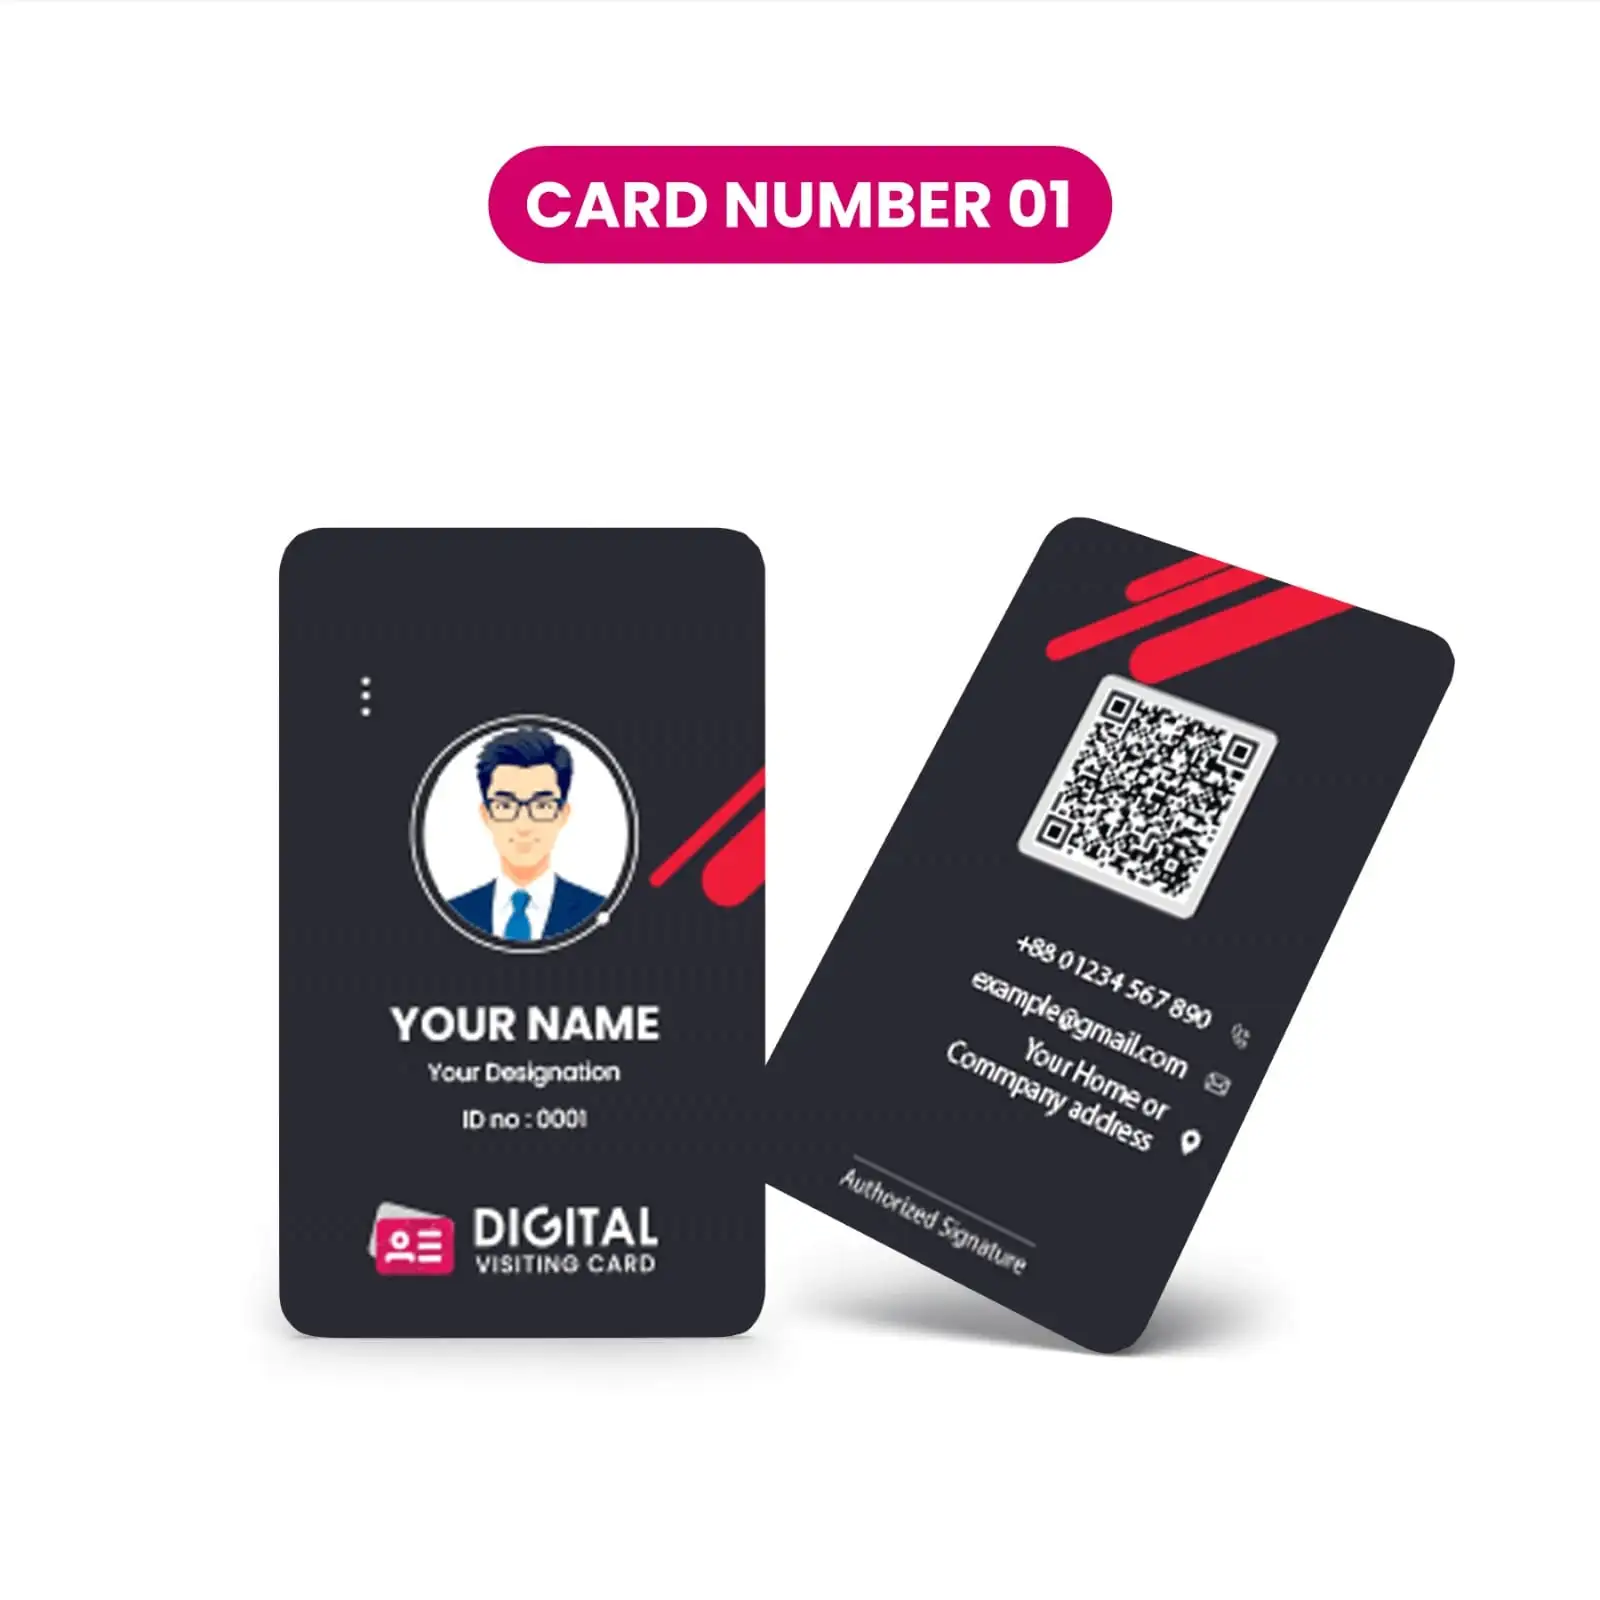 CARD NUMBER 01
YOUR NAME
Your Designation
ID no : 0001
DIGITAL
VISITING CARD
+88 01234 567 890
example@gmail.com
Your Home or
Commpany address
Authorized Signature